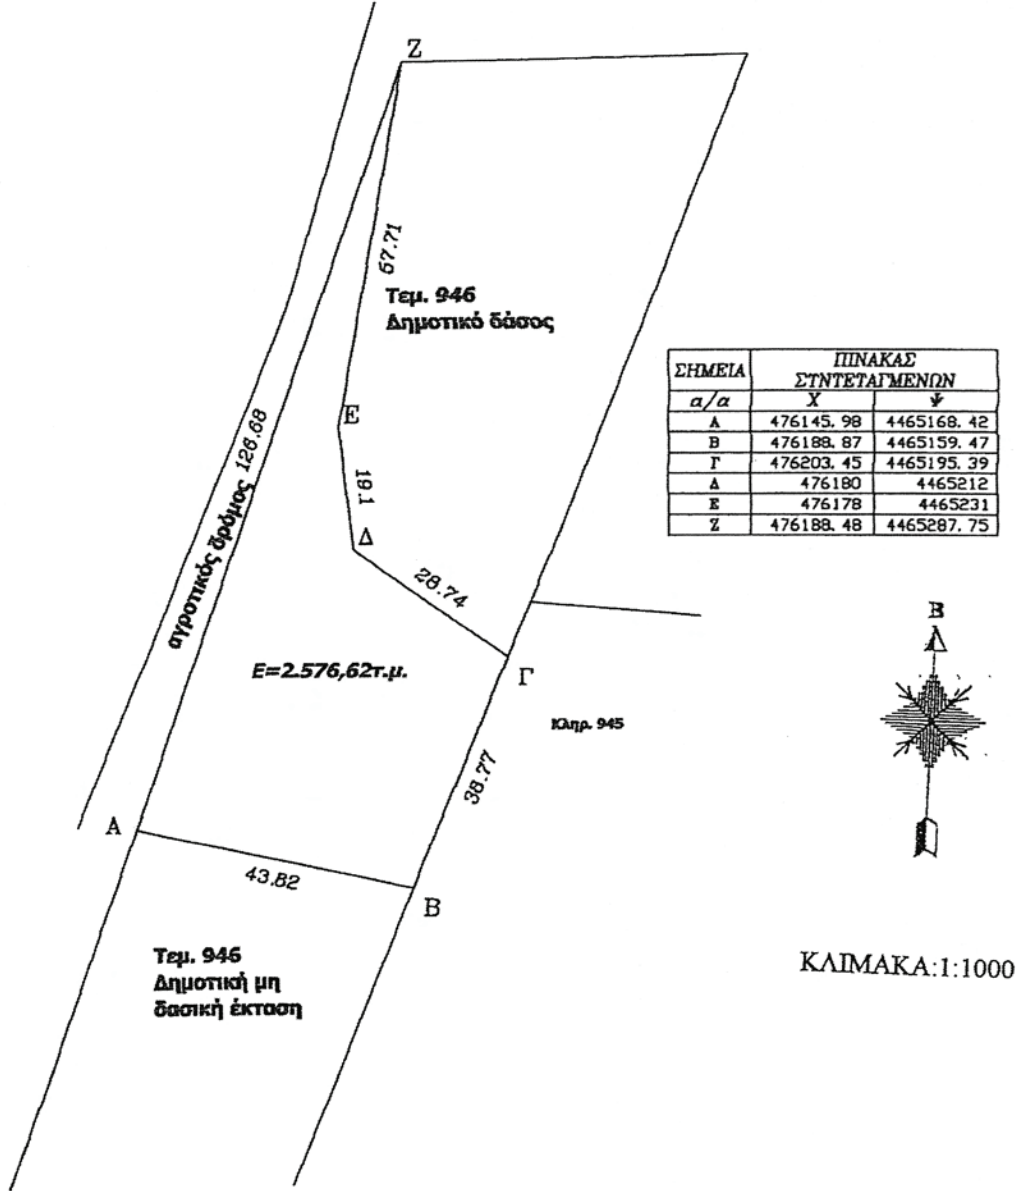 Ζ
67.71
Τεμ. 946
Δημοτικό δάσος
ΣΗΜΕΙΑ ΠΙΝΑΚΑΣ
ΣΥΝΤΕΤΑΓΜΕΝΩΝ
α/α Χ Ψ
Α 476145.98 4465168.42
Β 476188.87 4465159.47
Γ 476203.45 4465195.39
Δ 476180 4465212
Ε 476178 4465231
Ζ 476188.48 4465287.75
Ε
19.1
αγροτικός δρόμος 126.68
Δ
28.74
Β
Ε=2.576,62τ.μ.
Γ
Κληρ. 945
38.77
Α
43.82
Β
Τεμ. 946
Δημοτική μη
δασική έκταση
ΚΛΙΜΑΚΑ:1:1000